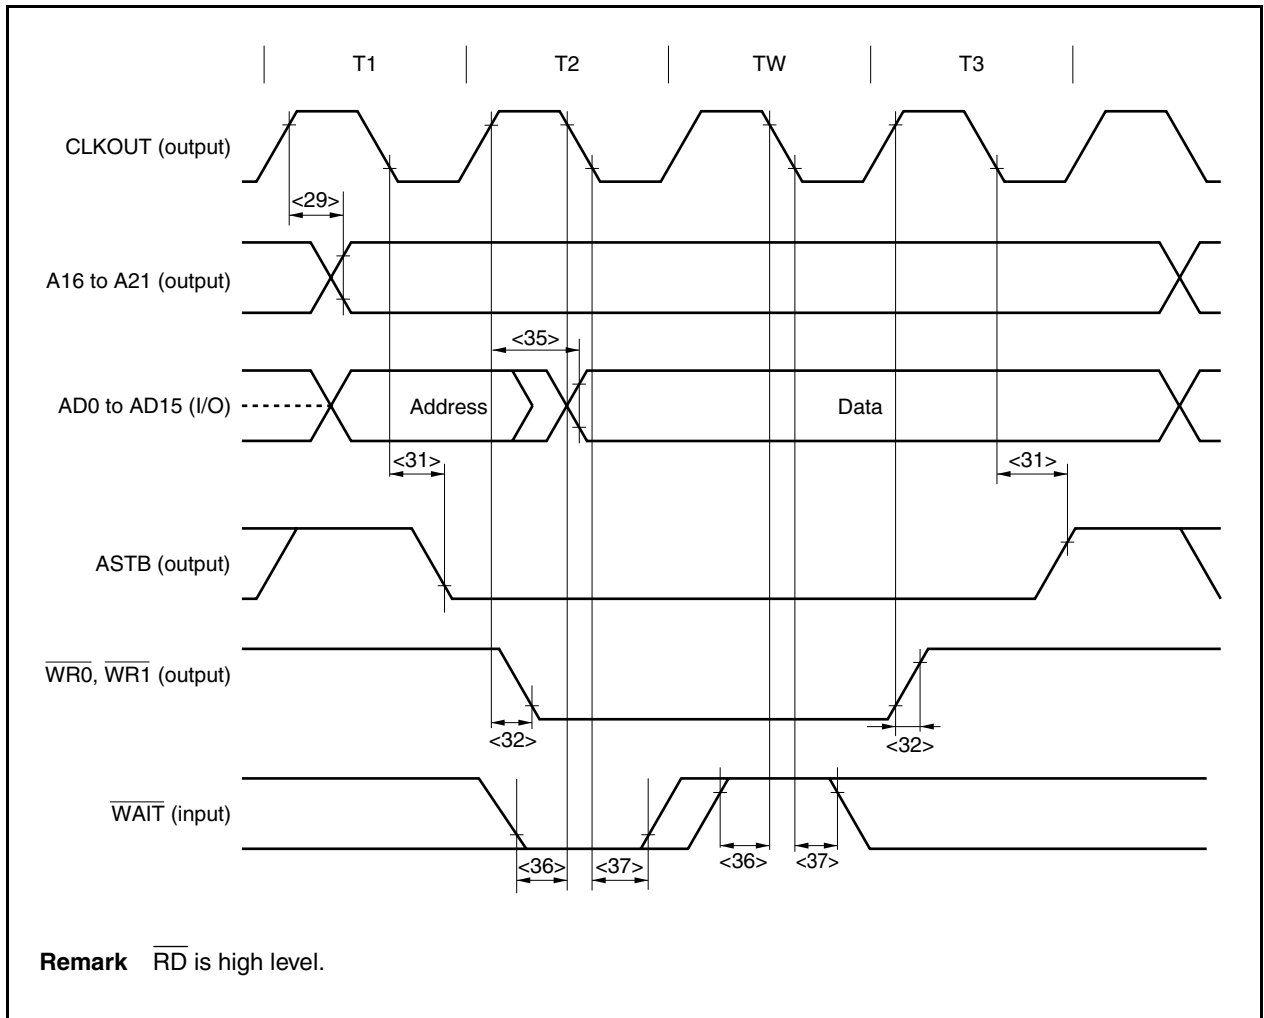 T1 T2 TW T3
CLKOUT (output)
<29>
A16 to A21 (output)
<35>
AD0 to AD15 (I/O) Address Data
<31> <31>
ASTB (output)
WR0, WR1 (output)
<32> <32>
WAIT (input)
<36> <37> <36> <37>
Remark RD is high level.